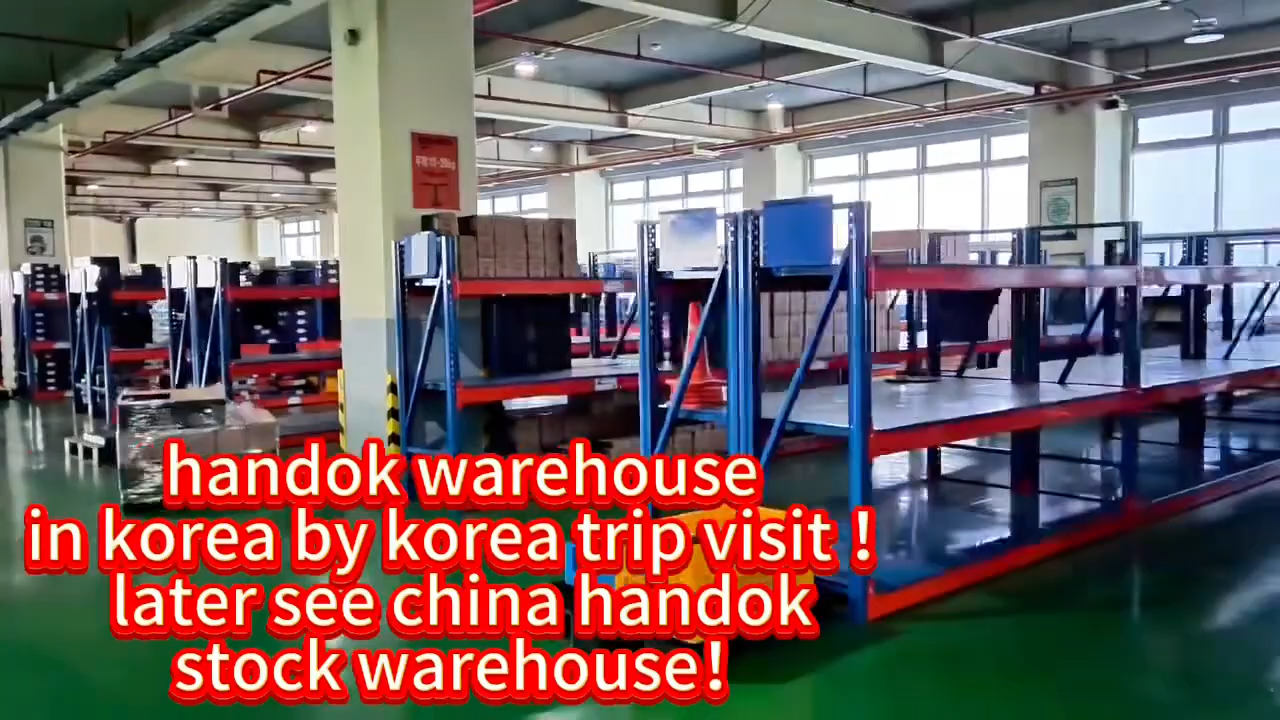 handok warehouse
in korea by korea trip visit！
later see china handok
stock warehouse！